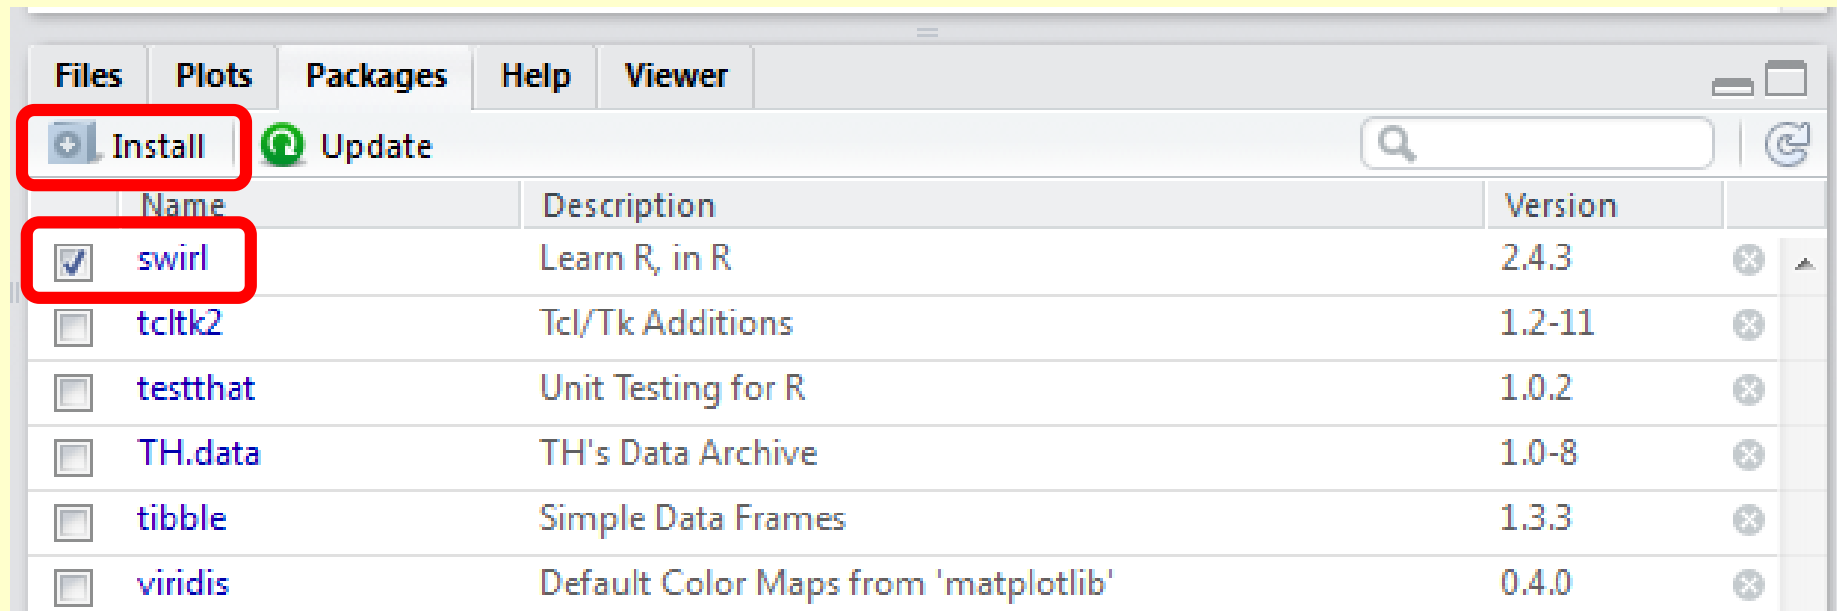 Files Plots Packages Help Viewer
Install Update
Name Description Version
swirl Learn R, in R 2.4.3
tcltk2 Tcl/Tk Additions 1.2-11
testthat Unit Testing for R 1.0.2
TH.data TH's Data Archive 1.0-8
tibble Simple Data Frames 1.3.3
viridis Default Color Maps from 'matplotlib' 0.4.0